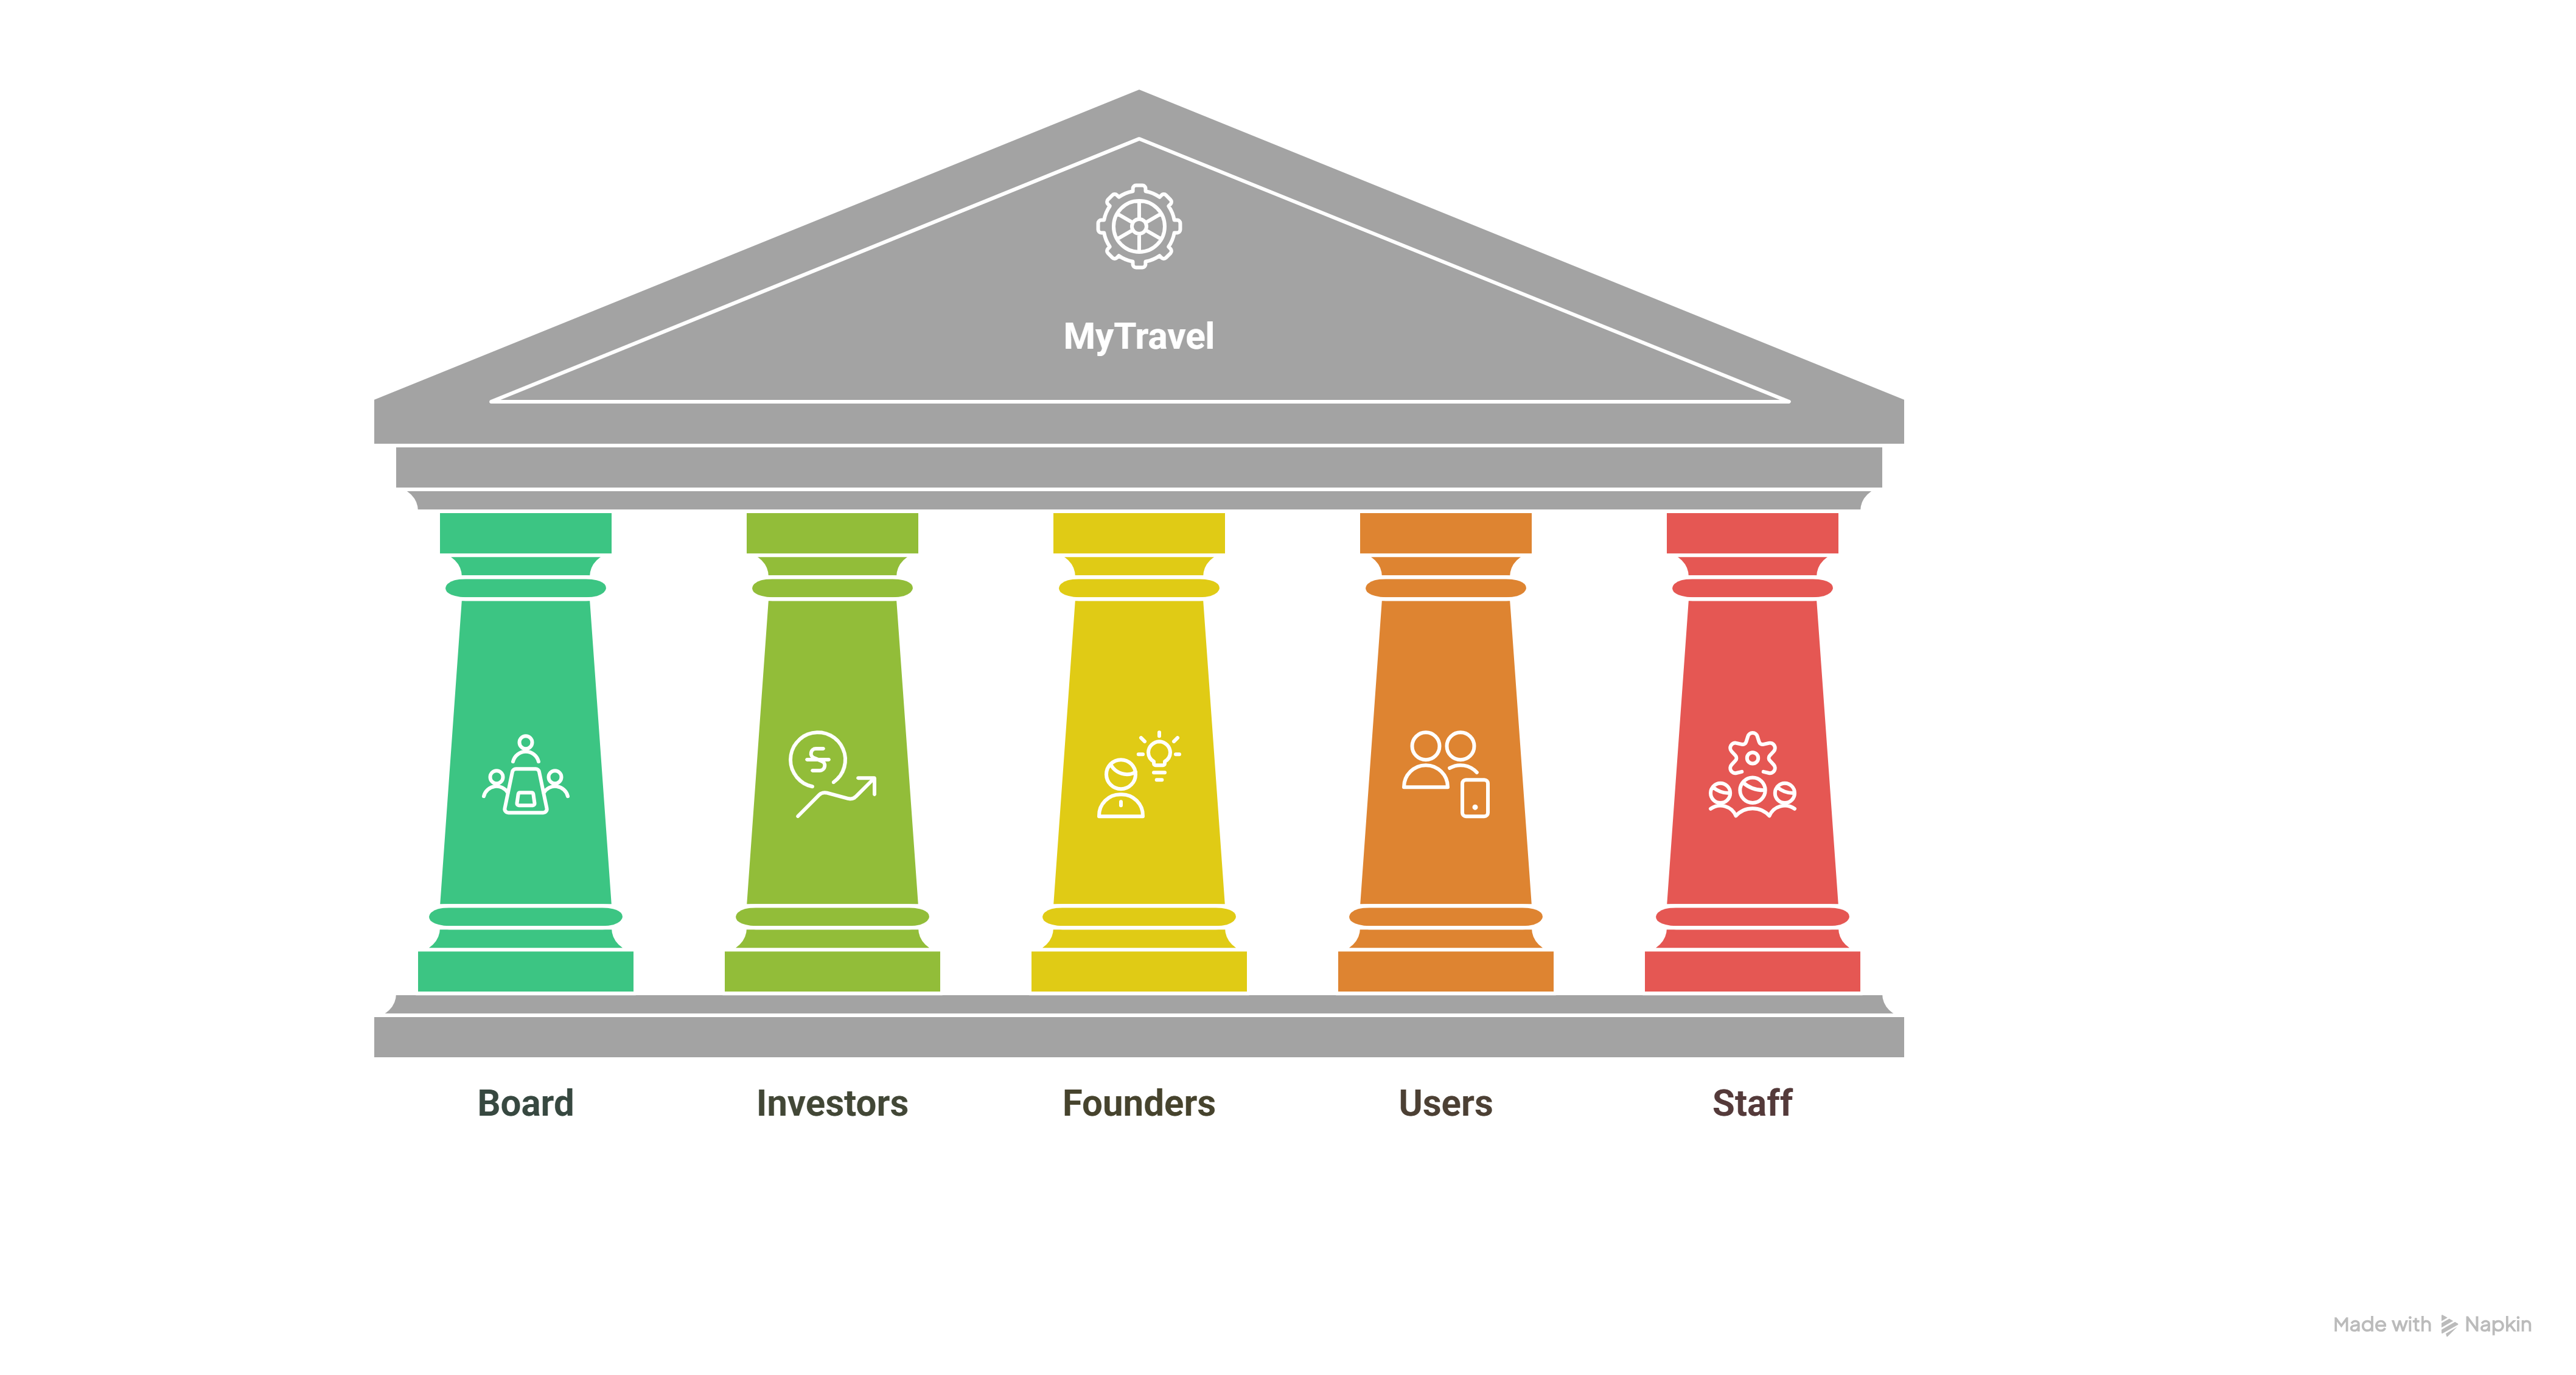 MyTravel
Board
Investors
Founders
Users
Staff
Made with Napkin